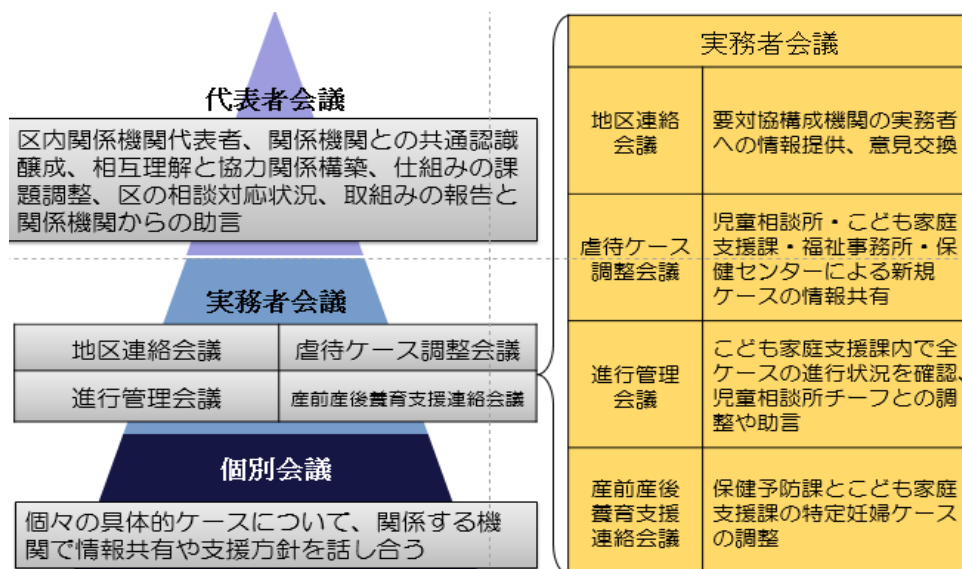 代表者会議
区内関係機関代表者、関係機関との共通認識
醸成、相互理解と協力関係構築、仕組みの課
題調整、区の相談対応状況、取組みの報告と
関係機関からの助言
実務者会議
地区連絡会議
虐待ケース調整会議
進行管理会議
産前産後養育支援連絡会議
個別会議
個々の具体的ケースについて、関係する機
関で情報共有や支援方針を話し合う
実務者会議
地区連絡
会議
要対協構成機関の実務者
への情報提供、意見交換
虐待ケース
調整会議
児童相談所・こども家庭
支援課・福祉事務所・保
健センターによる新規
ケースの情報共有
進行管理
会議
こども家庭支援課内で全
ケースの進行状況を確認、
児童相談所チーフとの調
整や助言
産前産後
養育支援
連絡会議
保健予防課とこども家庭
支援課の特定妊婦ケース
の調整